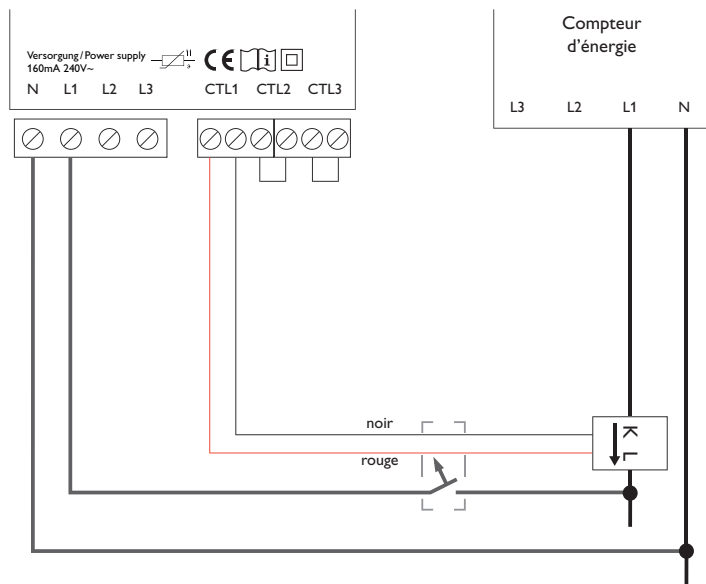 Versorgung/Power supply
160mA 240V~
N L1 L2 L3 CTL1 CTL2 CTL3
Compteur
d'énergie
L3 L2 L1 N
noir
rouge
K L